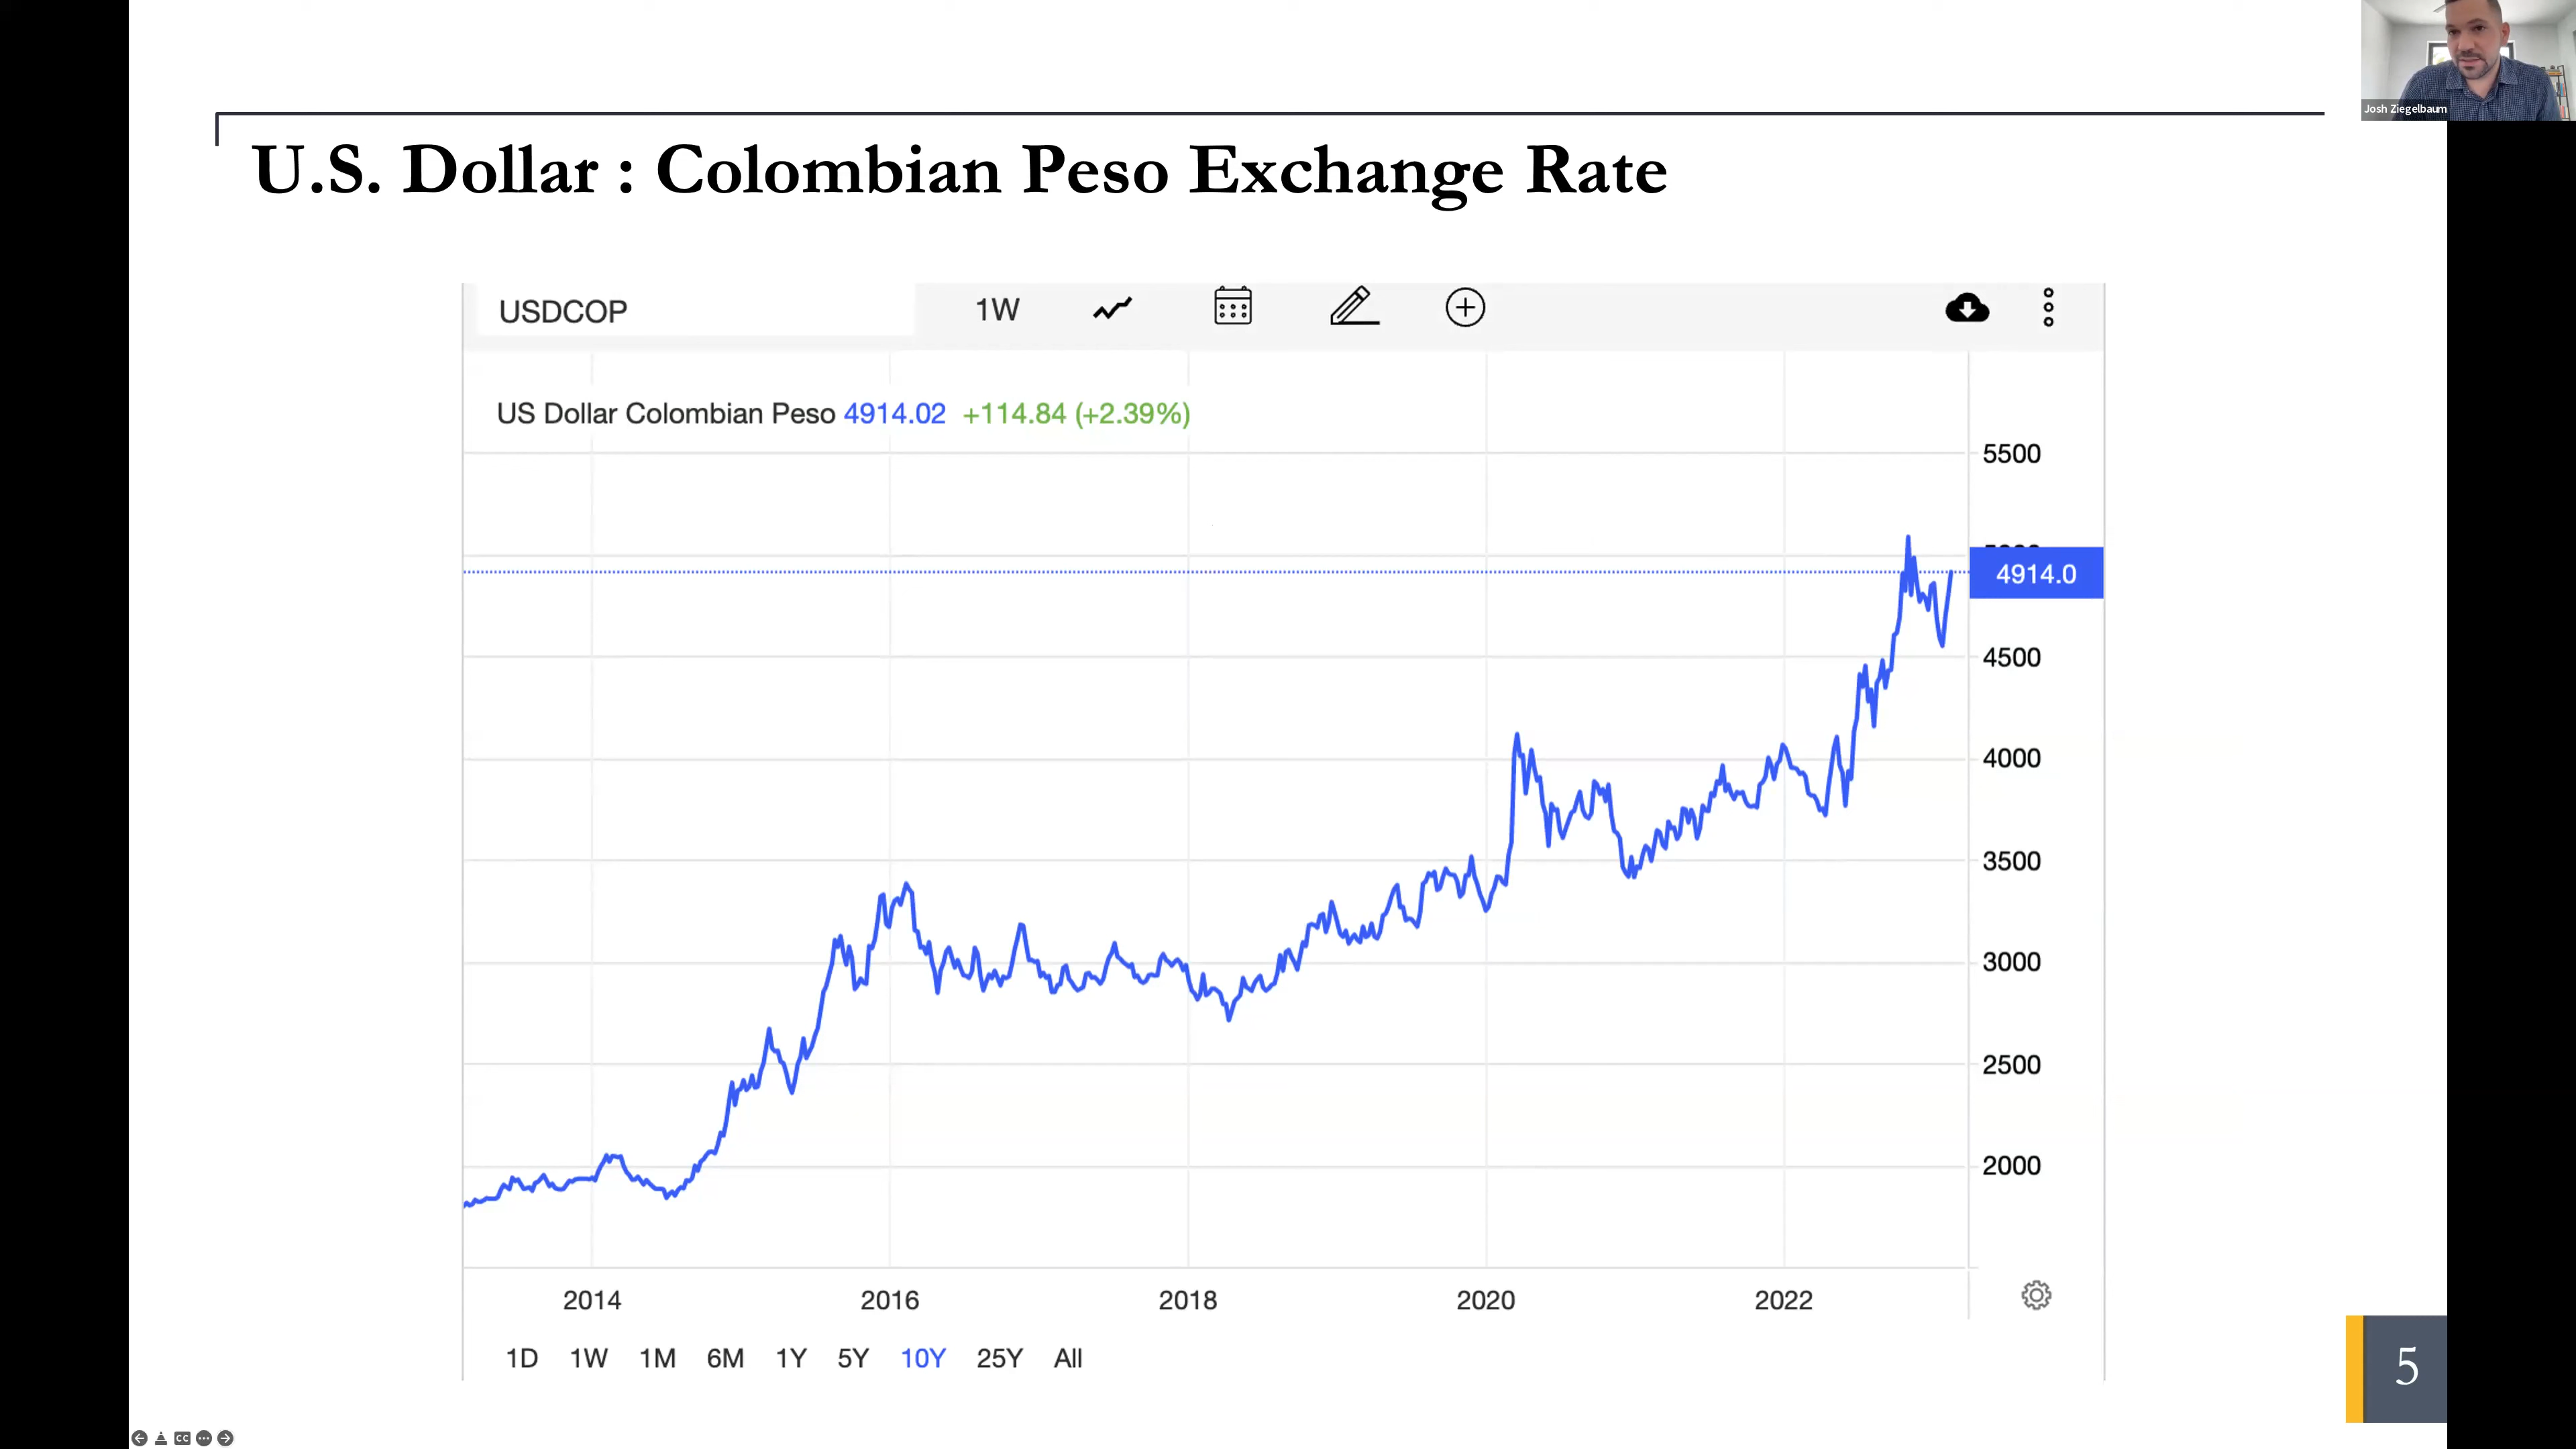 Josh Ziegelbaum
U.S. Dollar : Colombian Peso Exchange Rate
USDCOP
1W
US Dollar Colombian Peso 4914.02 +114.84 (+2.39%)
5500
4914.0
4500
4000
3500
3000
2500
2000
2014 2016 2018 2020 2022
1D 1W 1M 6M 1Y 5Y 10Y 25Y All
5
CC